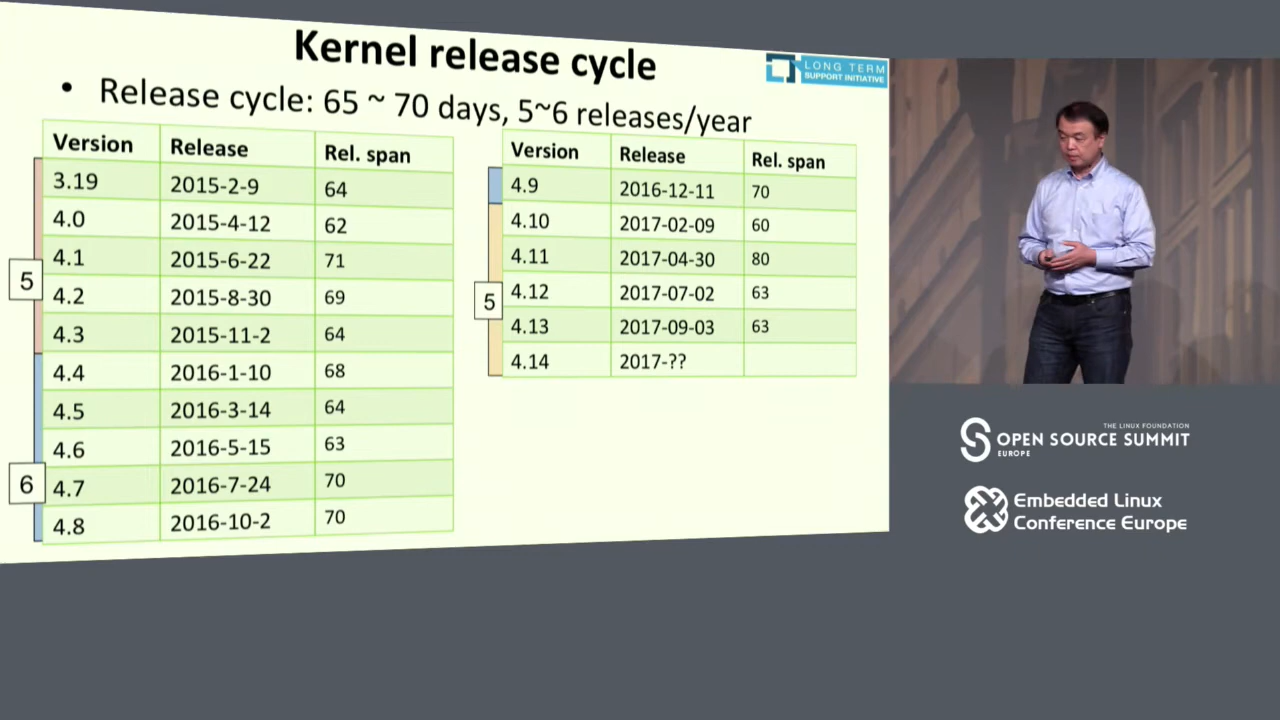 Kernel release cycle
LONG TERM
SUPPORT INITIATIVE
• Release cycle: 65 ~ 70 days, 5~6 releases/year
Version Release Rel. span
3.19 2015-2-9 64
4.0 2015-4-12 62
4.1 2015-6-22 71
4.2 2015-8-30 69
4.3 2015-11-2 64
4.4 2016-1-10 68
4.5 2016-3-14 64
4.6 2016-5-15 63
4.7 2016-7-24 70
4.8 2016-10-2 70
5
6
Version Release Rel. span
4.9 2016-12-11 70
4.10 2017-02-09 60
4.11 2017-04-30 80
4.12 2017-07-02 63
4.13 2017-09-03 63
4.14 2017-??
5
THE LINUX FOUNDATION
OPEN SOURCE SUMMIT
EUROPE
Embedded Linux
Conference Europe